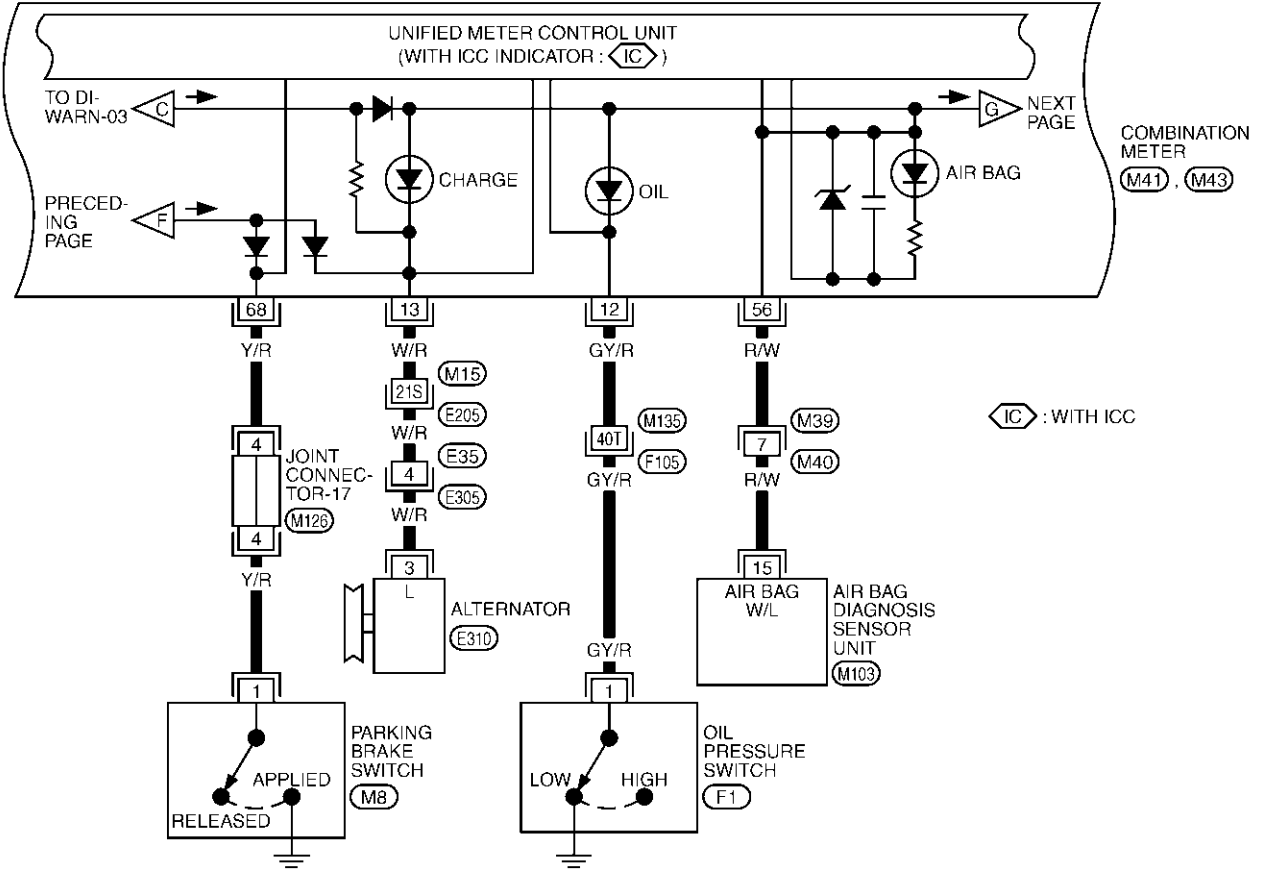 UNIFIED METER CONTROL UNIT
(WITH ICC INDICATOR : IC )
TO DI-
WARN-03
C
G
NEXT
PAGE
COMBINATION
METER
M41 , M43
CHARGE
OIL
AIR BAG
PRECED-
ING
PAGE
F
68
13
12
56
Y/R
W/R
GY/R
R/W
M15
21S
E205
M135
40T
F105
M39
7
M40
IC : WITH ICC
W/R
E35
4
E305
W/R
GY/R
R/W
4
JOINT
CONNEC-
TOR-17
M126
4
Y/R
3
L
ALTERNATOR
E310
15
AIR BAG
W/L
AIR BAG
DIAGNOSIS
SENSOR
UNIT
M103
GY/R
1
PARKING
BRAKE
SWITCH
M8
APPLIED
RELEASED
1
OIL
PRESSURE
SWITCH
F1
LOW
HIGH